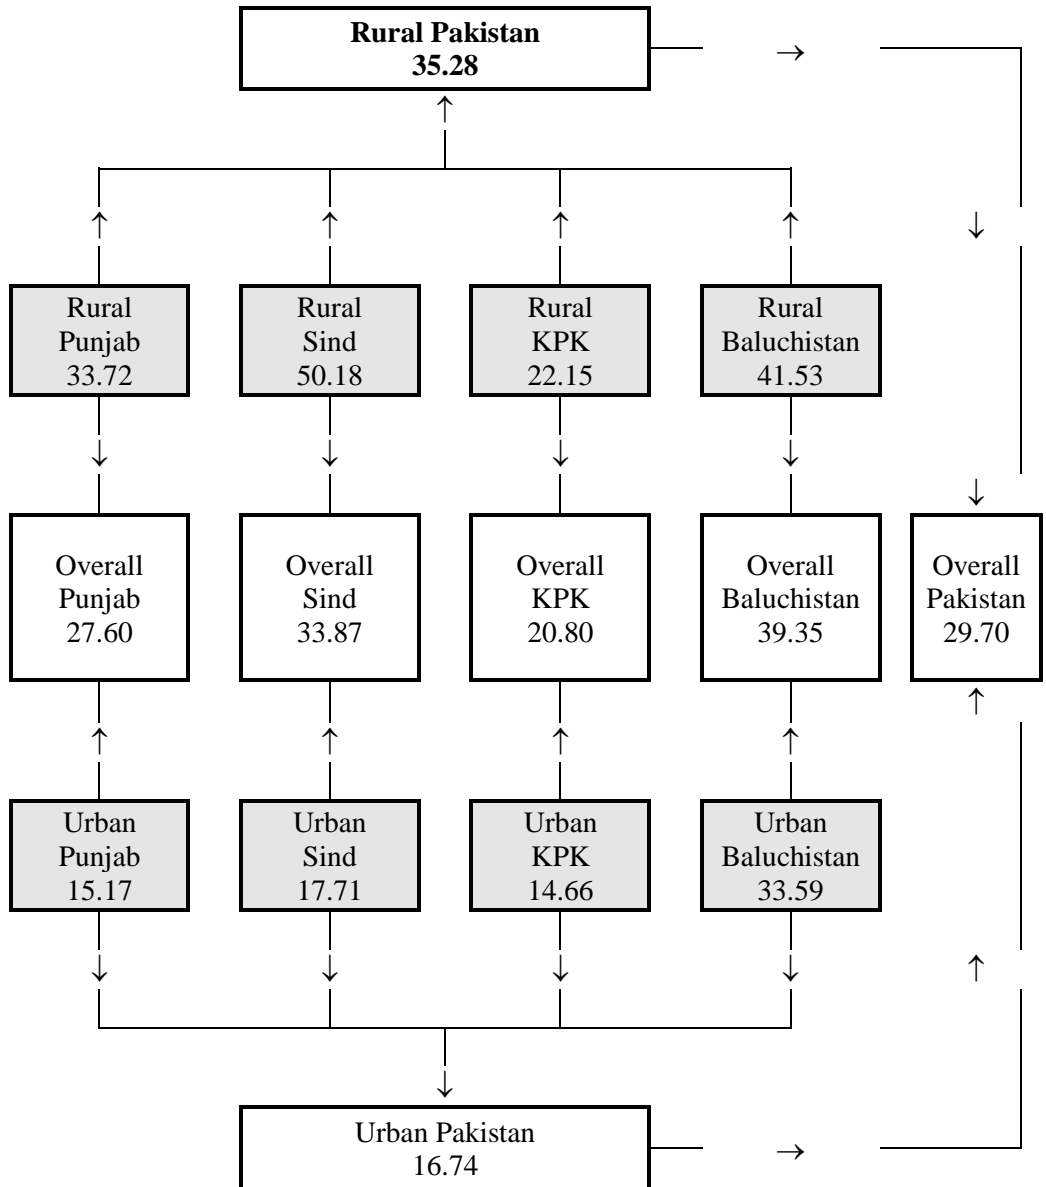 Rural Pakistan
35.28
→
↑
↑
↑
↑
↑
↓
Rural
Punjab
33.72
Rural
Sind
50.18
Rural
KPK
22.15
Rural
Baluchistan
41.53
↓
↓
↓
↓
↓
Overall
Punjab
27.60
Overall
Sind
33.87
Overall
KPK
20.80
Overall
Baluchistan
39.35
Overall
Pakistan
29.70
↑
↑
↑
↑
↑
Urban
Punjab
15.17
Urban
Sind
17.71
Urban
KPK
14.66
Urban
Baluchistan
33.59
↓
↓
↓
↓
↑
↓
Urban Pakistan
16.74
→